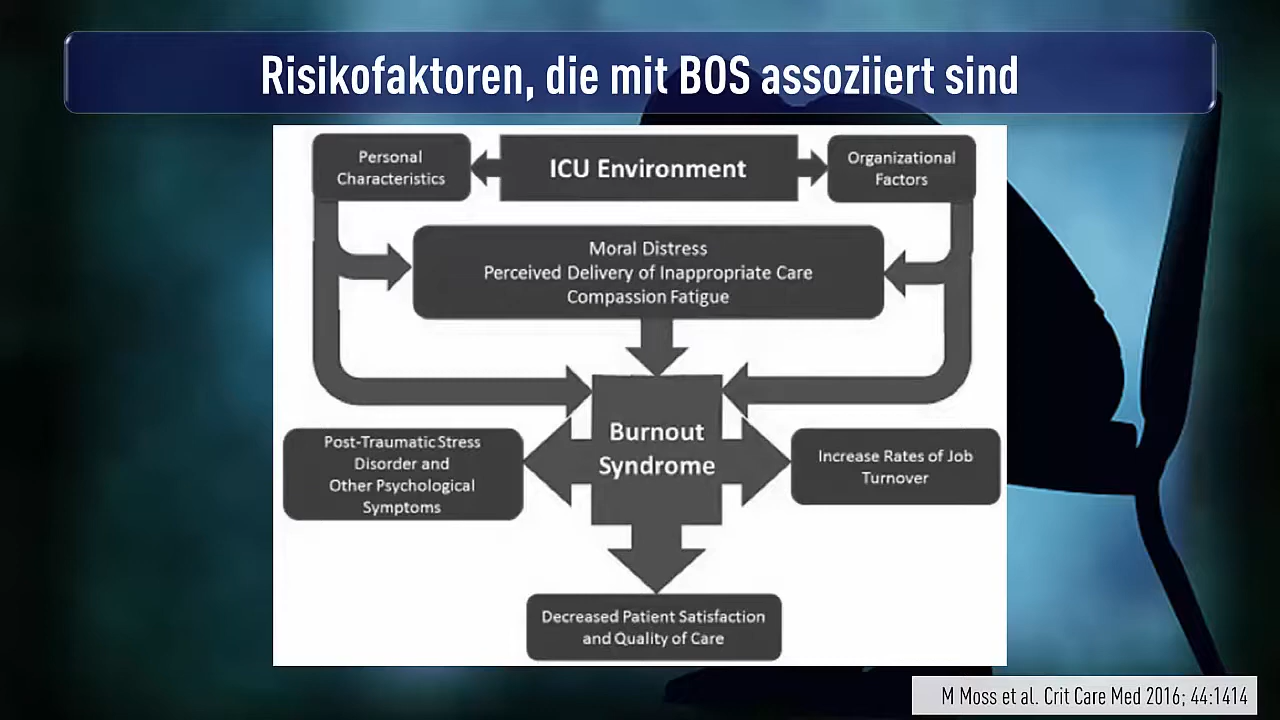 Risikofaktoren, die mit BOS assoziiert sind
Personal
Characteristics
ICU Environment
Organizational
Factors
Moral Distress
Perceived Delivery of Inappropriate Care
Compassion Fatigue
Burnout
Syndrome
Post-Traumatic Stress
Disorder and
Other Psychological
Symptoms
Increase Rates of Job
Turnover
Decreased Patient Satisfaction
and Quality of Care
M Moss et al. Crit Care Med 2016; 44:1414